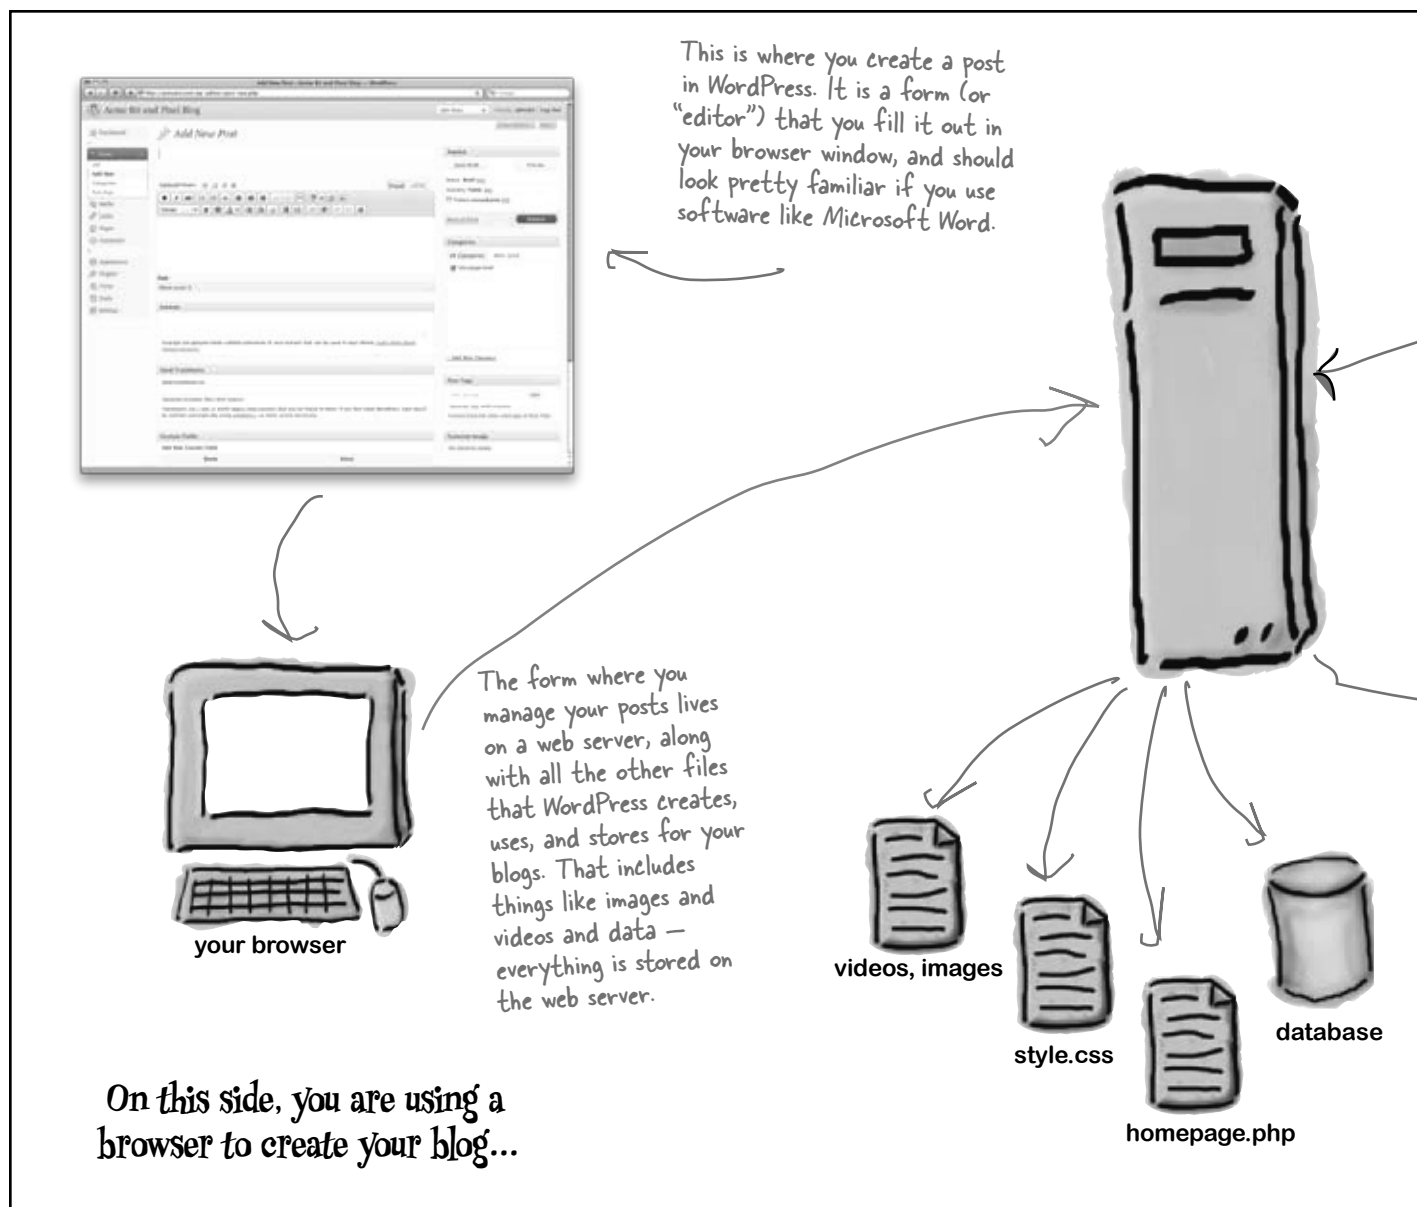 Acme Bit and Pixel Blog
Add New Post
This is where you create a post
in WordPress. It is a form (or
“editor”) that you fill it out in
your browser window, and should
look pretty familiar if you use
software like Microsoft Word.
The form where you
manage your posts lives
on a web server, along
with all the other files
that WordPress creates,
uses, and stores for your
blogs. That includes
things like images and
videos and data —
everything is stored on
the web server.
your browser
videos, images
style.css
homepage.php
database
On this side, you are using a
browser to create your blog...